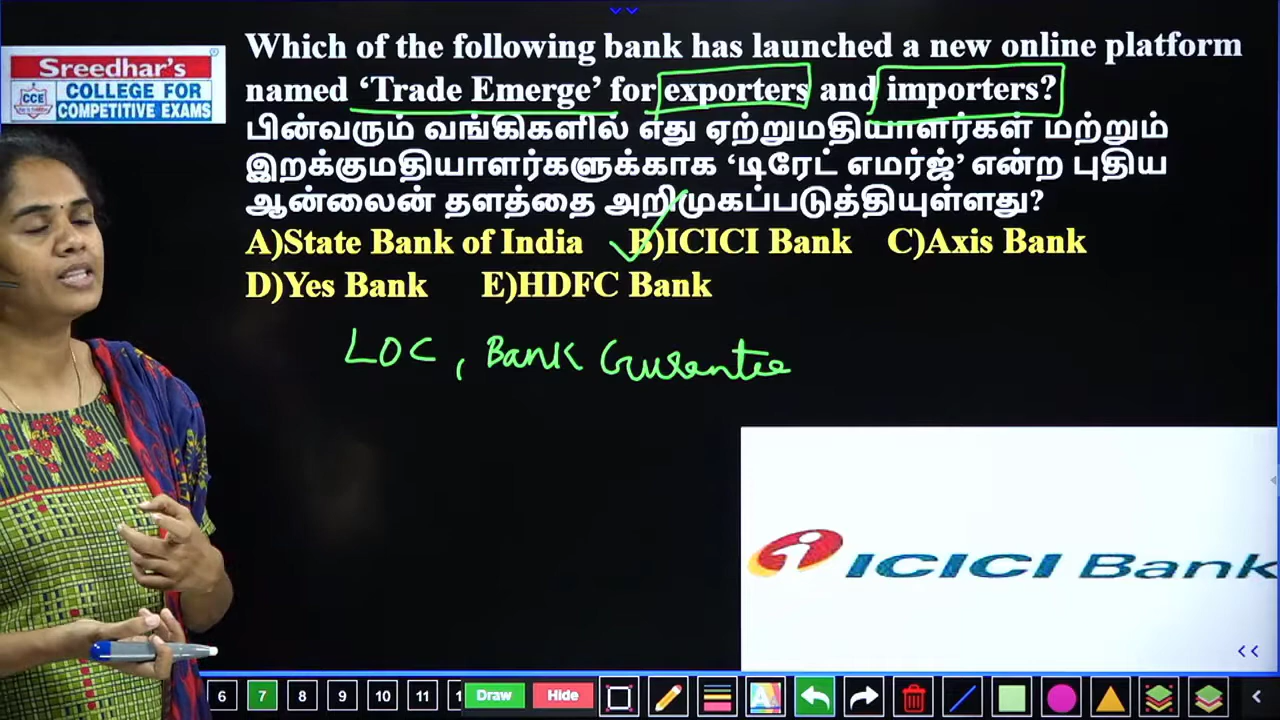 Sreedhar's
CCE
COLLEGE FOR
COMPETITIVE EXAMS
Which of the following bank has launched a new online platform
named ‘Trade Emerge’ for exporters and importers?
பின்வரும் வங்கிகளில் எது ஏற்றுமதியாளர்கள் மற்றும்
இறக்குமதியாளர்களுக்காக ‘டிரேட் எமர்ஜ்’ என்ற புதிய
ஆன்லைன் தளத்தை அறிமுகப்படுத்தியுள்ளது?
A)State Bank of India B)ICICI Bank C)Axis Bank
D)Yes Bank E)HDFC Bank
LOC, Bank Gurantee
i ICICI Bank
6 7 8 9 10 11 1 Draw Hide